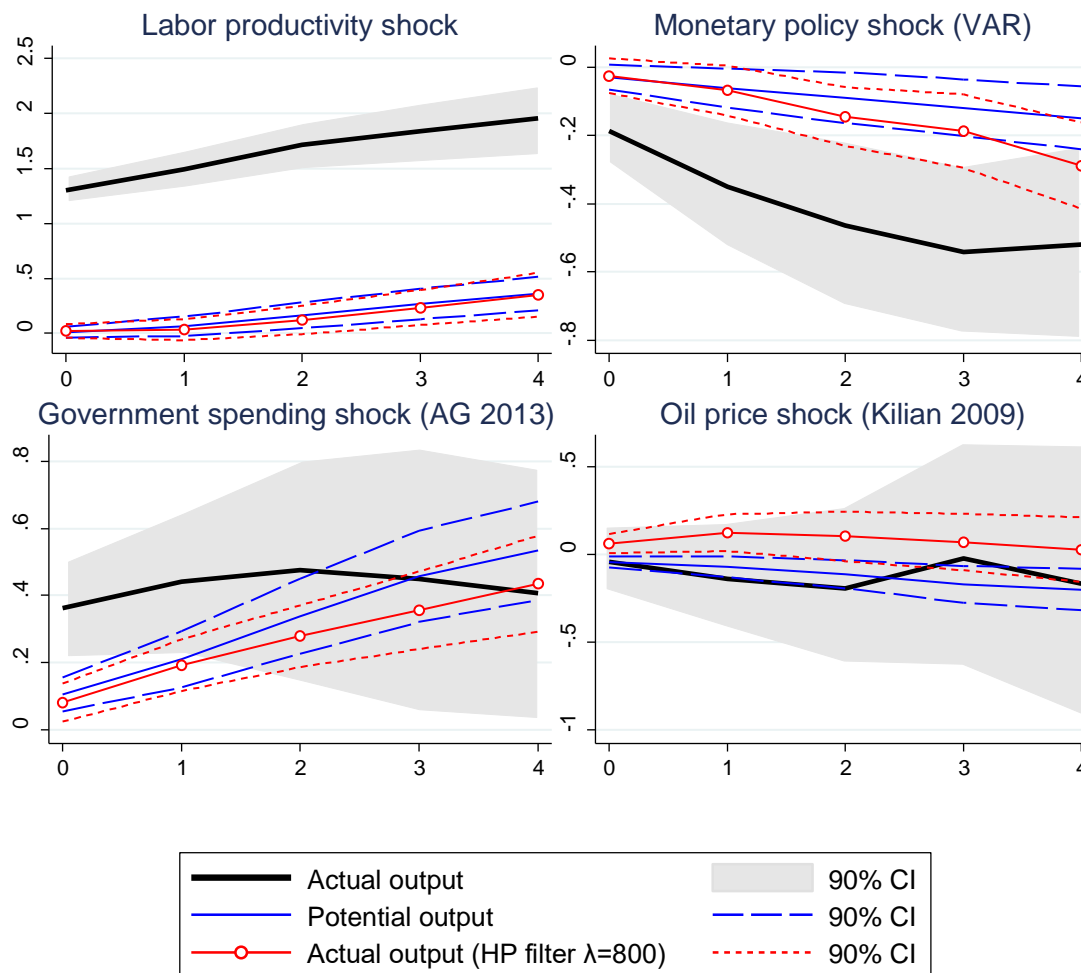 Labor productivity shock
Monetary policy shock (VAR)
2.5
2
1.5
1
.5
0
0 1 2 3 4
0
-.2
-.4
-.6
-.8
0 1 2 3 4
Government spending shock (AG 2013)
Oil price shock (Kilian 2009)
.8
.6
.4
.2
0
0 1 2 3 4
.5
0
-.5
-1
0 1 2 3 4
Actual output 90% CI
Potential output 90% CI
Actual output (HP filter λ=800) 90% CI